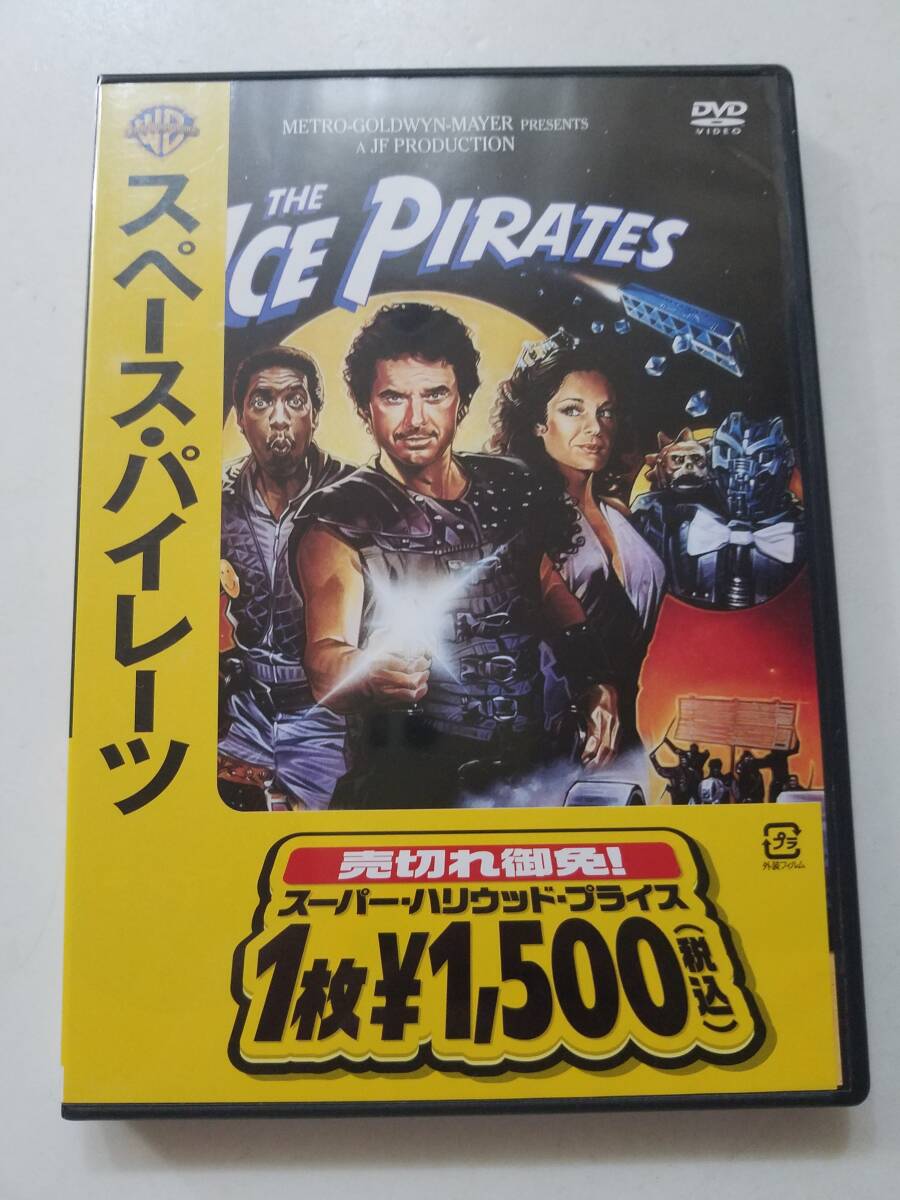 METRO-GOLDWYN-MAYER PRESENTS
A JF PRODUCTION
DVD
VIDEO
THE
ICE PIRATES
スペース・パイレーツ
売切れ御免!
スーパー・ハリウッド・プライス
1枚¥1,500(税込)
プラ
外装フィルム